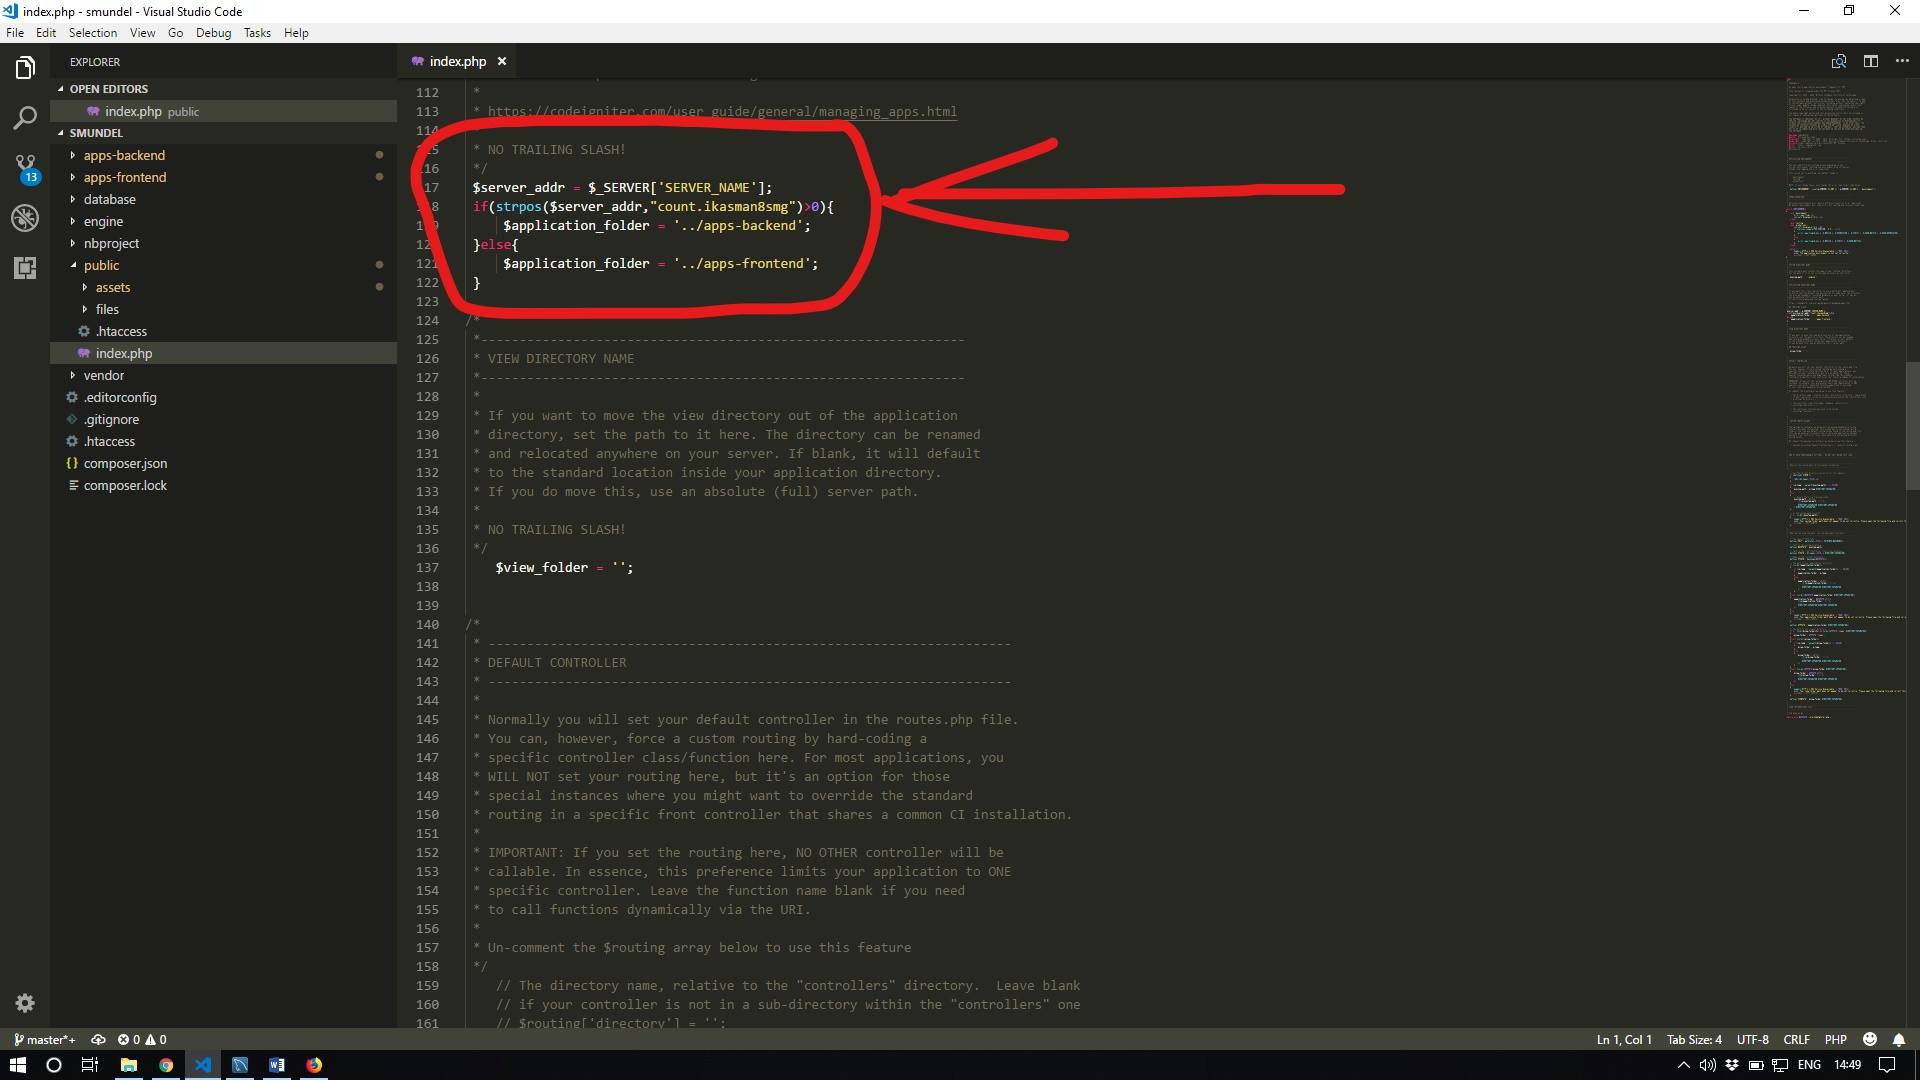 index.php - smundel - Visual Studio Code
File Edit Selection View Go Debug Tasks Help
EXPLORER
OPEN EDITORS
index.php public
SMUNDEL
apps-backend
apps-frontend
database
engine
nbproject
public
assets
files
.htaccess
index.php
vendor
.editorconfig
.gitignore
.htaccess
composer.json
composer.lock
13
index.php
112 *
113 * https://codeigniter.com/user_guide/general/managing_apps.html
114
* NO TRAILING SLASH!
16 */
17 $server_addr = $_SERVER['SERVER_NAME'];
if(strpos($server_addr,"count.ikasman8smg")>0){
$application_folder = '../apps-backend';
}else{
121 $application_folder = '../apps-frontend';
122 }
123
124 /*
125 *---------------------------------------------------------------
126 * VIEW DIRECTORY NAME
127 *---------------------------------------------------------------
128 *
129 * If you want to move the view directory out of the application
130 * directory, set the path to it here. The directory can be renamed
131 * and relocated anywhere on your server. If blank, it will default
132 * to the standard location inside your application directory.
133 * If you do move this, use an absolute (full) server path.
134 *
135 * NO TRAILING SLASH!
136 */
137 $view_folder = '';
138
139
140 /*
141 * --------------------------------------------------------------------
142 * DEFAULT CONTROLLER
143 * --------------------------------------------------------------------
144 *
145 * Normally you will set your default controller in the routes.php file.
146 * You can, however, force a custom routing by hard-coding a
147 * specific controller class/function here. For most applications, you
148 * WILL NOT set your routing here, but it's an option for those
149 * special instances where you might want to override the standard
150 * routing in a specific front controller that shares a common CI installation.
151 *
152 * IMPORTANT: If you set the routing here, NO OTHER controller will be
153 * callable. In essence, this preference limits your application to ONE
154 * specific controller. Leave the function name blank if you need
155 * to call functions dynamically via the URI.
156 *
157 * Un-comment the $routing array below to use this feature
158 */
159 // The directory name, relative to the "controllers" directory.  Leave blank
160 // if your controller is not in a sub-directory within the "controllers" one
161 // $routing['directory'] = '';
master*+ 0 0 Ln 1, Col 1 Tab Size: 4 UTF-8 CRLF PHP
ENG 14:49